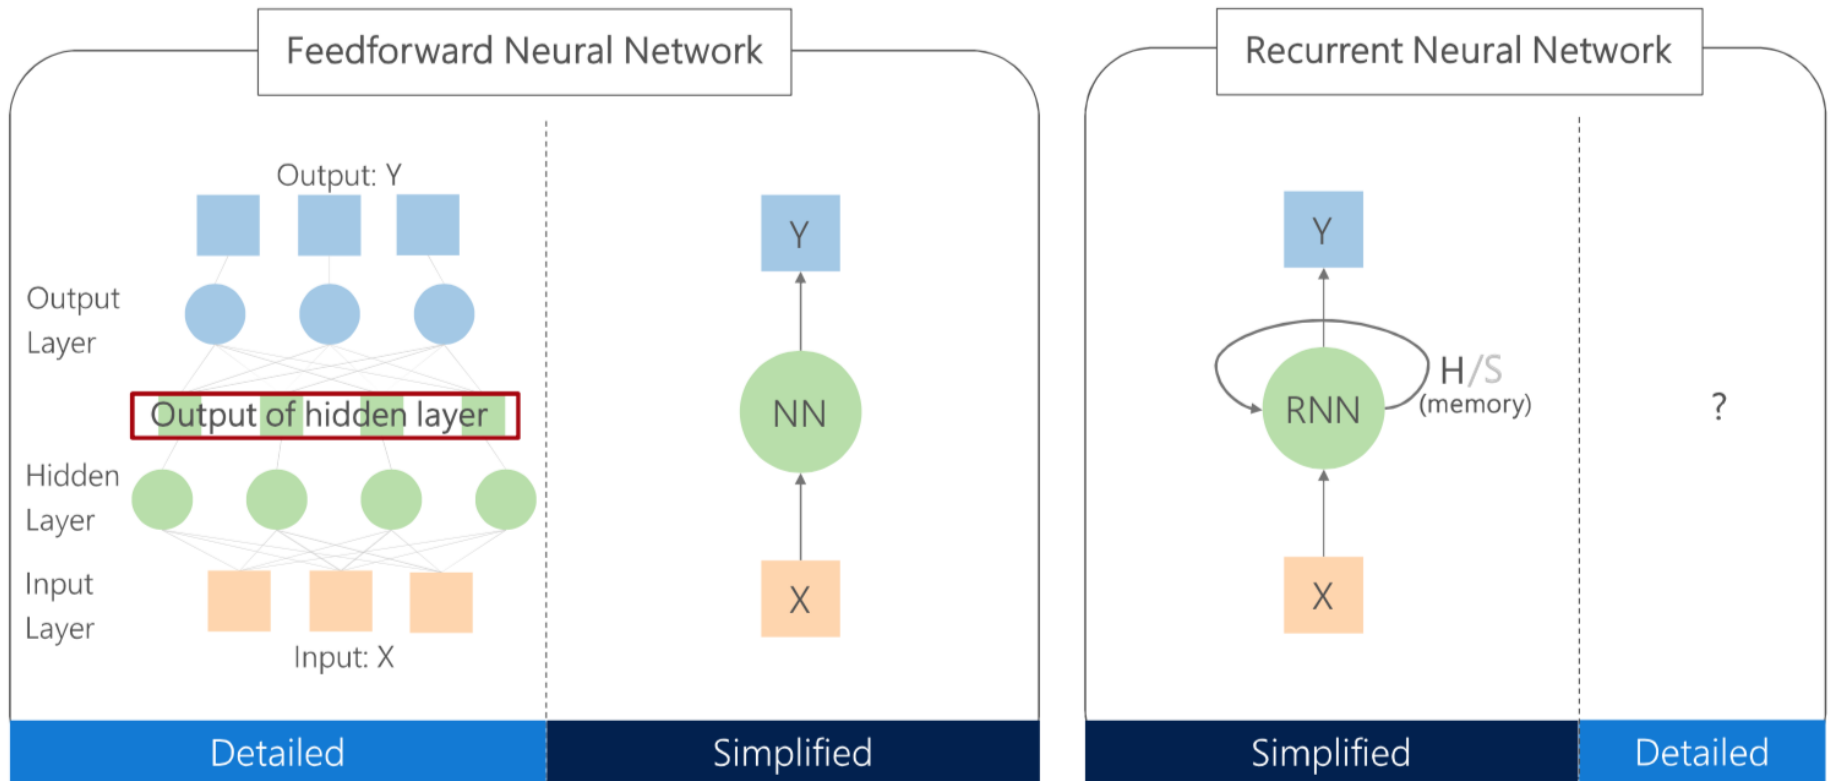 Feedforward Neural Network
Output: Y
Output
Layer
Output of hidden layer
Hidden
Layer
Input
Layer
Input: X
Y
NN
X
Detailed
Simplified
Recurrent Neural Network
Y
H/S
(memory)
RNN
X
?
Simplified
Detailed